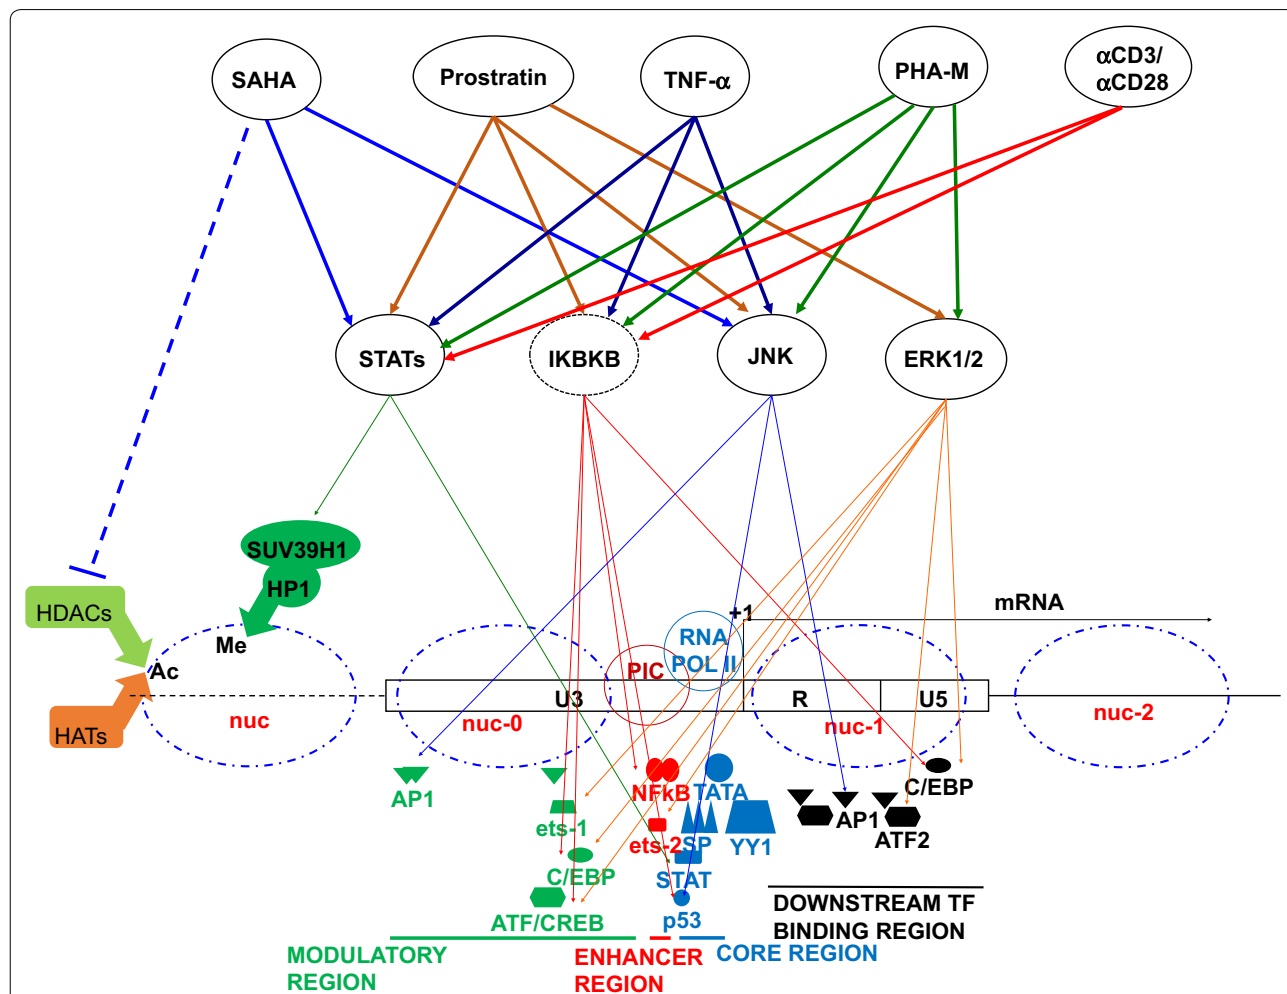 SAHA
Prostratin
TNF-α
PHA-M
αCD3/
αCD28
STATs
IKBKB
JNK
ERK1/2
SUV39H1
HP1
HDACs
Me
Ac
HATs
nuc
+1
mRNA
RNA
POL II
PIC
U3
R
U5
nuc-0
nuc-1
nuc-2
AP1
ets-1
C/EBP
ATF/CREB
NFkB
ets-2
TATA
SP
YY1
STAT
p53
C/EBP
AP1
ATF2
DOWNSTREAM TF
BINDING REGION
MODULATORY
REGION
ENHANCER
REGION
CORE REGION